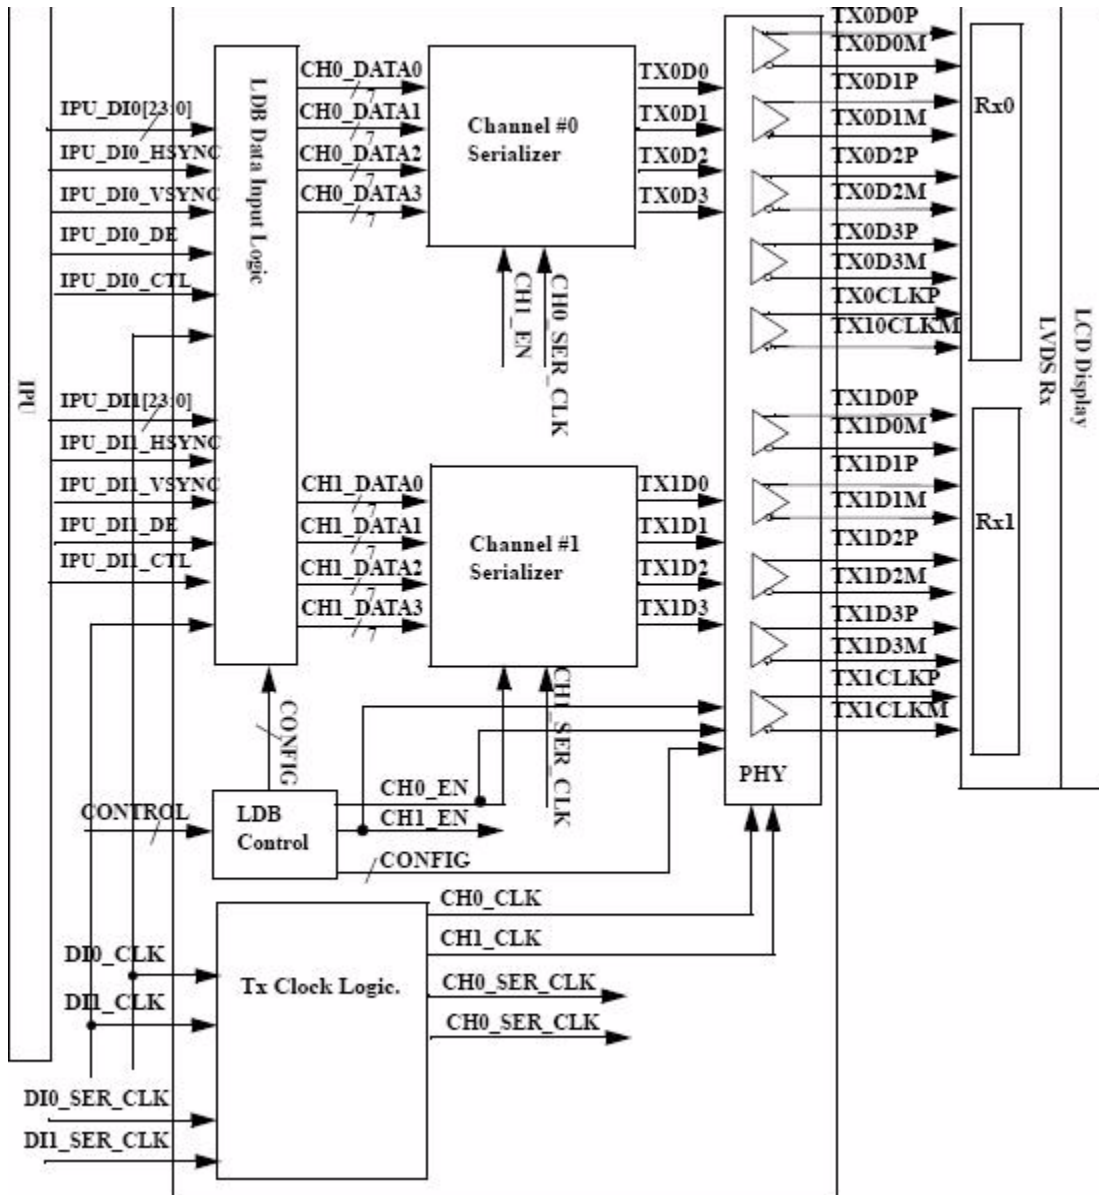 IPU
IPU_DI0[23:0]
IPU_DI0_HSYNC
IPU_DI0_VSYNC
IPU_DI0_DE
IPU_DI0_CTL
IPU_DI1[23:0]
IPU_DI1_HSYNC
IPU_DI1_VSYNC
IPU_DI1_DE
IPU_DI1_CTL
LDB Data Input Logic
CH0_DATA0
7
CH0_DATA1
7
CH0_DATA2
7
CH0_DATA3
7
Channel #0
Serializer
CH1_EN
CH0_SER_CLK
TX0D0
TX0D1
TX0D2
TX0D3
CH1_DATA0
7
CH1_DATA1
7
CH1_DATA2
7
CH1_DATA3
7
Channel #1
Serializer
CH1_SER_CLK
TX1D0
TX1D1
TX1D2
TX1D3
PHY
TX0D0P
TX0D0M
TX0D1P
TX0D1M
TX0D2P
TX0D2M
TX0D3P
TX0D3M
TX0CLKP
TX10CLKM
TX1D0P
TX1D0M
TX1D1P
TX1D1M
TX1D2P
TX1D2M
TX1D3P
TX1D3M
TX1CLKP
TX1CLKM
Rx0
Rx1
LVDS Rx
LCD Display
CONFIG
CONTROL
LDB
Control
CH0_EN
CH1_EN
CONFIG
CH0_CLK
CH1_CLK
CH0_SER_CLK
CH0_SER_CLK
Tx Clock Logic.
DI0_CLK
DI1_CLK
DI0_SER_CLK
DI1_SER_CLK